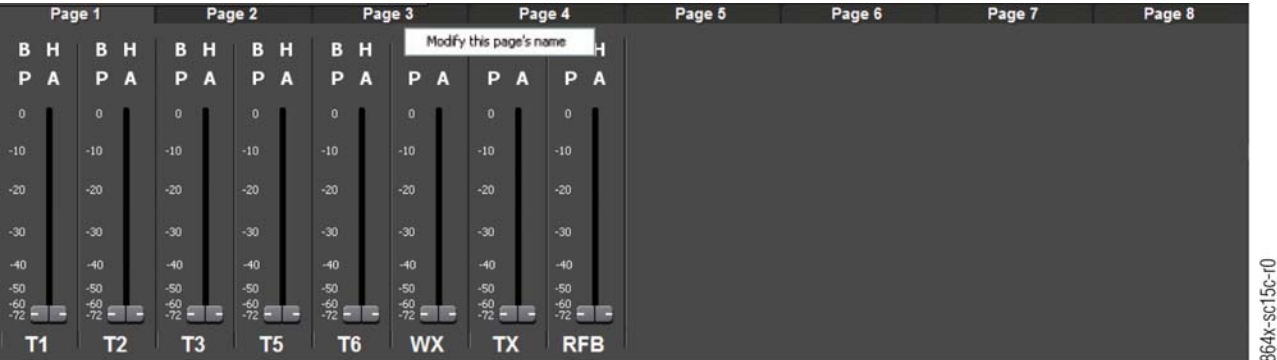 Page 1 Page 2 Page 3 Page 4 Page 5 Page 6 Page 7 Page 8
Modify this page's name
B H B H B H B H B H H
P A P A P A P A P A P A P A P A
0 0 0 0 0 0 0 0
-10 -10 -10 -10 -10 -10 -10 -10
-20 -20 -20 -20 -20 -20 -20 -20
-30 -30 -30 -30 -30 -30 -30 -30
-40 -40 -40 -40 -40 -40 -40 -40
-50 -50 -50 -50 -50 -50 -50 -50
-60 -60 -60 -60 -60 -60 -60 -60
-72 -72 -72 -72 -72 -72 -72 -72
T1 T2 T3 T5 T6 WX TX RFB
864x-sc15c-r0